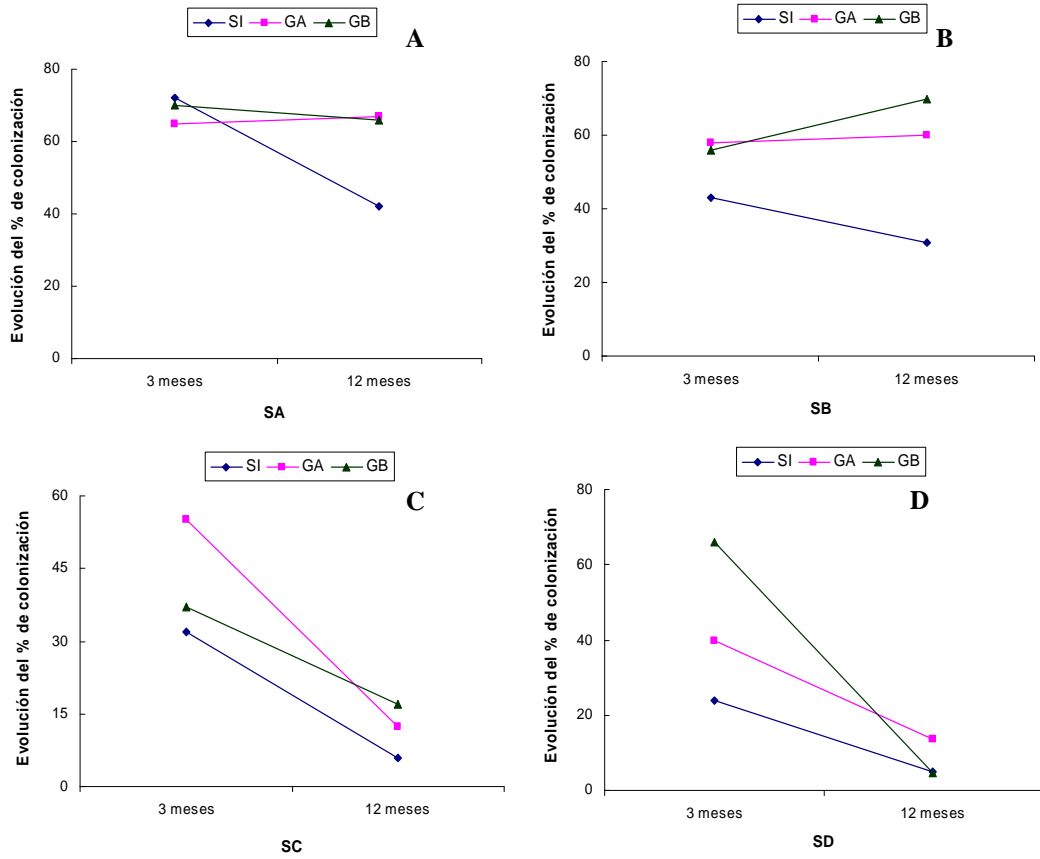 SI GA GB
A
Evolución del % de colonización
80
60
40
20
0
3 meses 12 meses
SA
SI GA GB
B
Evolución del % de colonización
80
60
40
20
0
3 meses 12 meses
SB
SI GA GB
C
Evolución del % de colonización
60
45
30
15
0
3 meses 12 meses
SC
SI GA GB
D
Evolución del % de colonización
80
60
40
20
0
3 meses 12 meses
SD